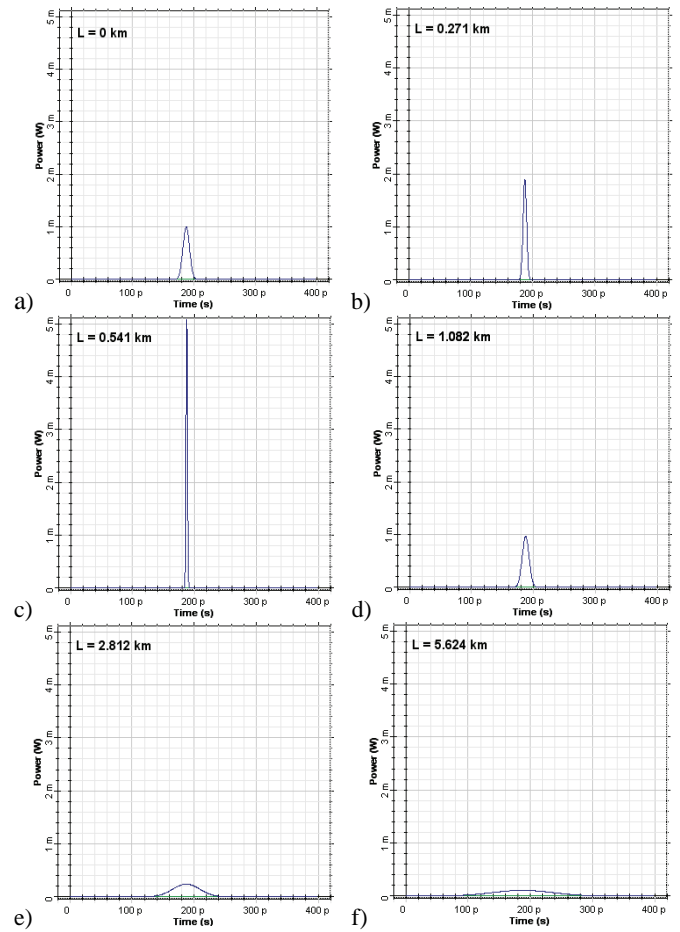 L = 0 km
Power (W)
5 m
4 m
3 m
2 m
1 m
0
0 100 p 200 p 300 p 400 p
Time (s)
a)
L = 0.271 km
Power (W)
5 m
4 m
3 m
2 m
1 m
0
0 100 p 200 p 300 p 400 p
Time (s)
b)
L = 0.541 km
Power (W)
5 m
4 m
3 m
2 m
1 m
0
0 100 p 200 p 300 p 400 p
Time (s)
c)
L = 1.082 km
Power (W)
5 m
4 m
3 m
2 m
1 m
0
0 100 p 200 p 300 p 400 p
Time (s)
d)
L = 2.812 km
Power (W)
5 m
4 m
3 m
2 m
1 m
0
0 100 p 200 p 300 p 400 p
Time (s)
e)
L = 5.624 km
Power (W)
5 m
4 m
3 m
2 m
1 m
0
0 100 p 200 p 300 p 400 p
Time (s)
f)